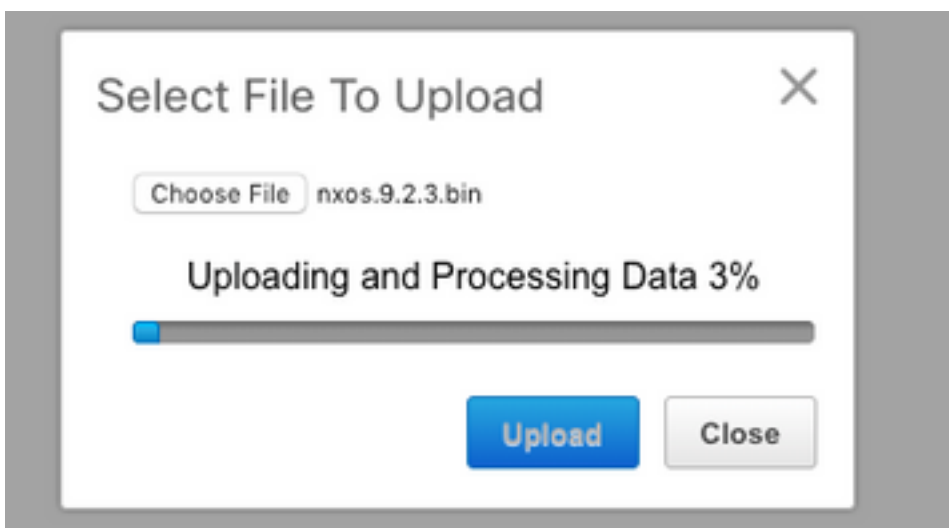 Select File To Upload
Choose File nxos.9.2.3.bin
Uploading and Processing Data 3%
Upload Close